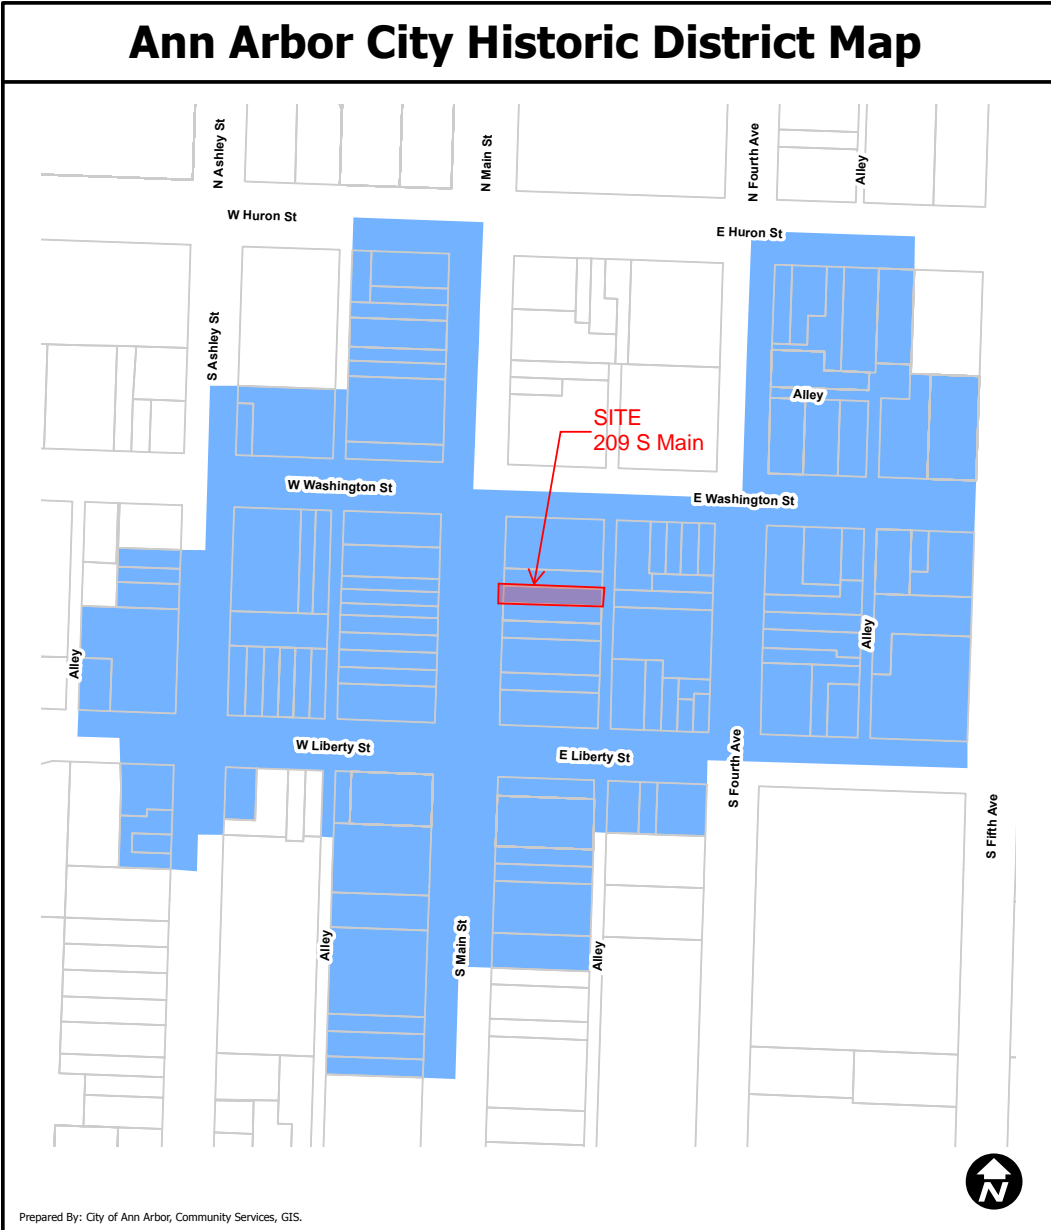 Ann Arbor City Historic District Map
N Ashley St
N Main St
N Fourth Ave
Alley
W Huron St
E Huron St
S Ashley St
Alley
SITE
209 S Main
W Washington St
E Washington St
Alley
Alley
W Liberty St
E Liberty St
S Fourth Ave
S Fifth Ave
Alley
S Main St
Alley
N
Prepared By: City of Ann Arbor, Community Services, GIS.